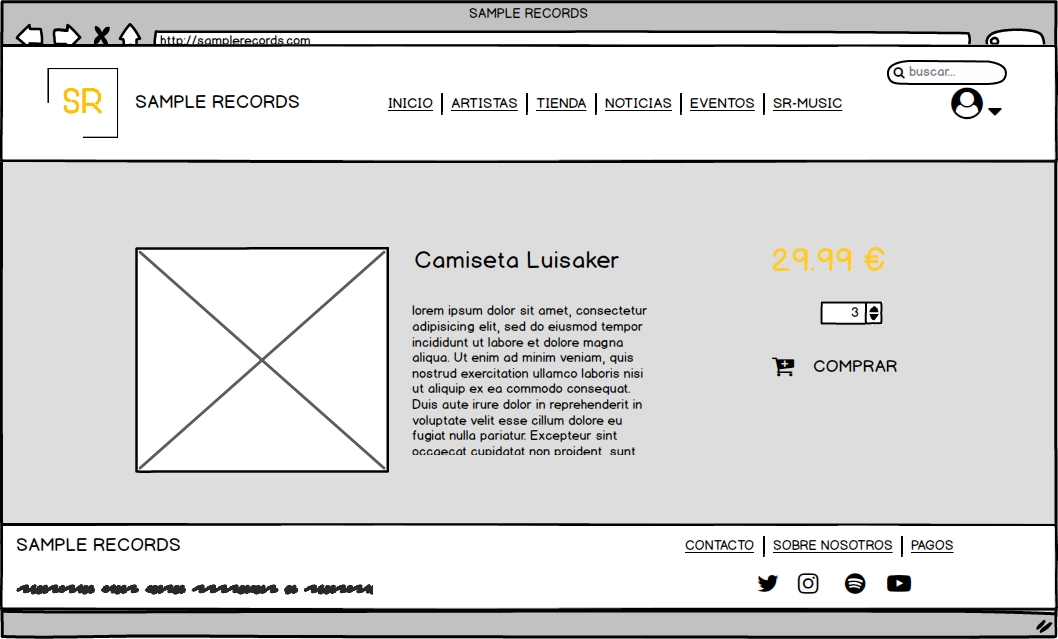 SAMPLE RECORDS
http://samplerecords.com
buscar...
SR
SAMPLE RECORDS
INICIO
ARTISTAS
TIENDA
NOTICIAS
EVENTOS
SR-MUSIC
Camiseta Luisaker
29.99 €
3
COMPRAR
lorem ipsum dolor sit amet, consectetur
adipisicing elit, sed do eiusmod tempor
incididunt ut labore et dolore magna
aliqua. Ut enim ad minim veniam, quis
nostrud exercitation ullamco laboris nisi
ut aliquip ex ea commodo consequat.
Duis aute irure dolor in reprehenderit in
voluptate velit esse cillum dolore eu
fugiat nulla pariatur. Excepteur sint
occaecat cupidatat non proident, sunt
SAMPLE RECORDS
CONTACTO
SOBRE NOSOTROS
PAGOS